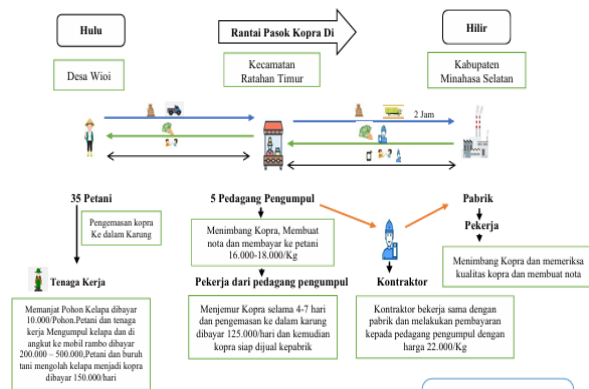 Hulu
Rantai Pasok Kopra Di
Hilir
Desa Wioi
Kecamatan
Ratahan Timur
Kabupaten
Minahasa Selatan
2 Jam
35 Petani
5 Pedagang Pengumpul
Pabrik
Pengemasan kopra
Ke dalam Karung
Menimbang Kopra, Membuat
nota dan membayar ke petani
16.000-18.000/Kg
Pekerja
Menimbang Kopra dan memeriksa
kualitas kopra dan membuat nota
Tenaga Kerja
Pekerja dari pedagang pengumpul
Kontraktor
Memanjat Pohon Kelapa dibayar
10.000/Pohon.Petani dan tenaga
kerja Mengumpul kelapa dan di
angkut ke mobil rambo dibayar
200.000 – 500.000,Petani dan buruh
tani mengolah kelapa menjadi kopra
dibayar 150.000/hari
Menjemur Kopra selama 4-7 hari
dan pengemasan ke dalam karung
dibayar 125.000/hari dan kemudian
kopra siap dijual kepabrik
Kontraktor bekerja sama dengan
pabrik dan melakukan pembayaran
kepada pedagang pengumpul dengan
harga 22.000/Kg